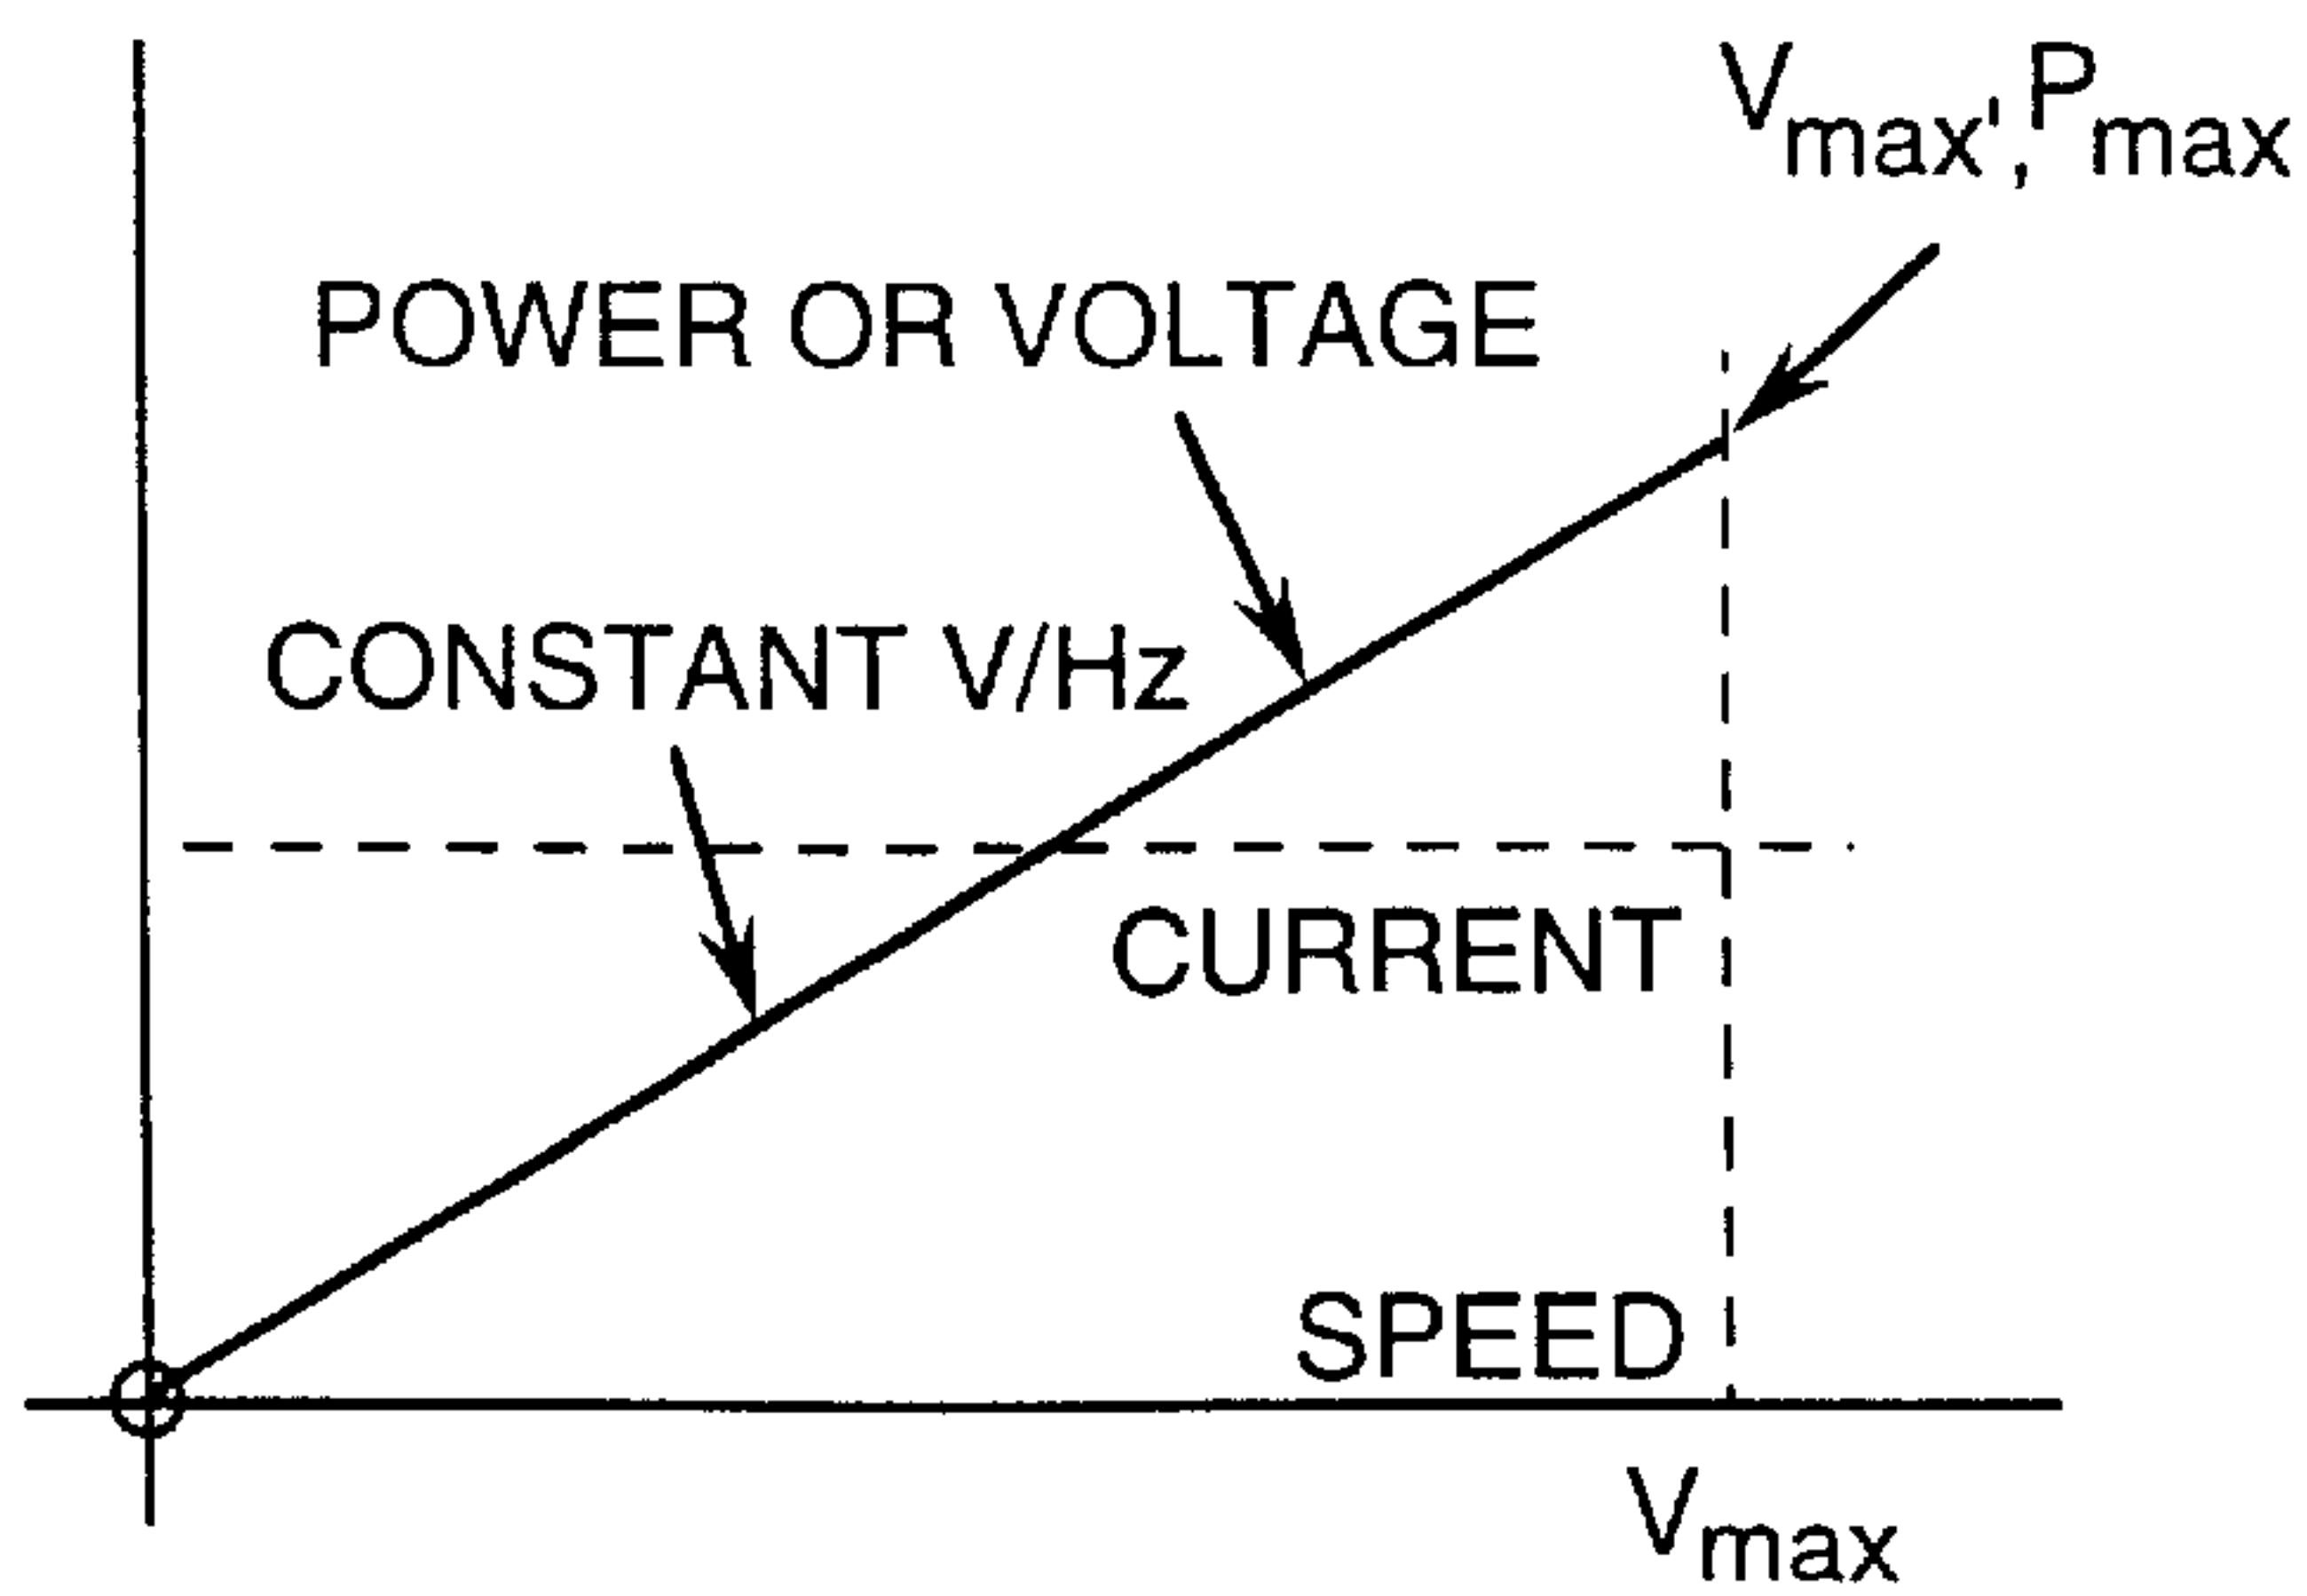 Vmax',Pmax
POWER OR VOLTAGE
CONSTANT V/Hz
CURRENT
SPEED
Vmax